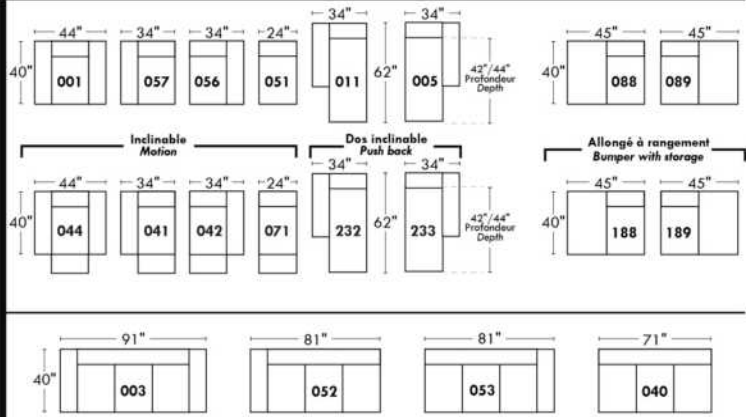 34" 34"
44" 34" 34" 24" 45" 45"
40" 001 057 056 051 011 62" 005 42"/44" Profondeur Depth 40" 088 089
Inclinable
Motion
Dos inclinable
Push back
Allongé à rangement
Bumper with storage
34" 34"
44" 34" 34" 24" 45" 45"
40" 044 041 042 071 232 62" 233 42"/44" Profondeur Depth 40" 188 189
91" 81" 81" 71"
40" 003 052 053 040